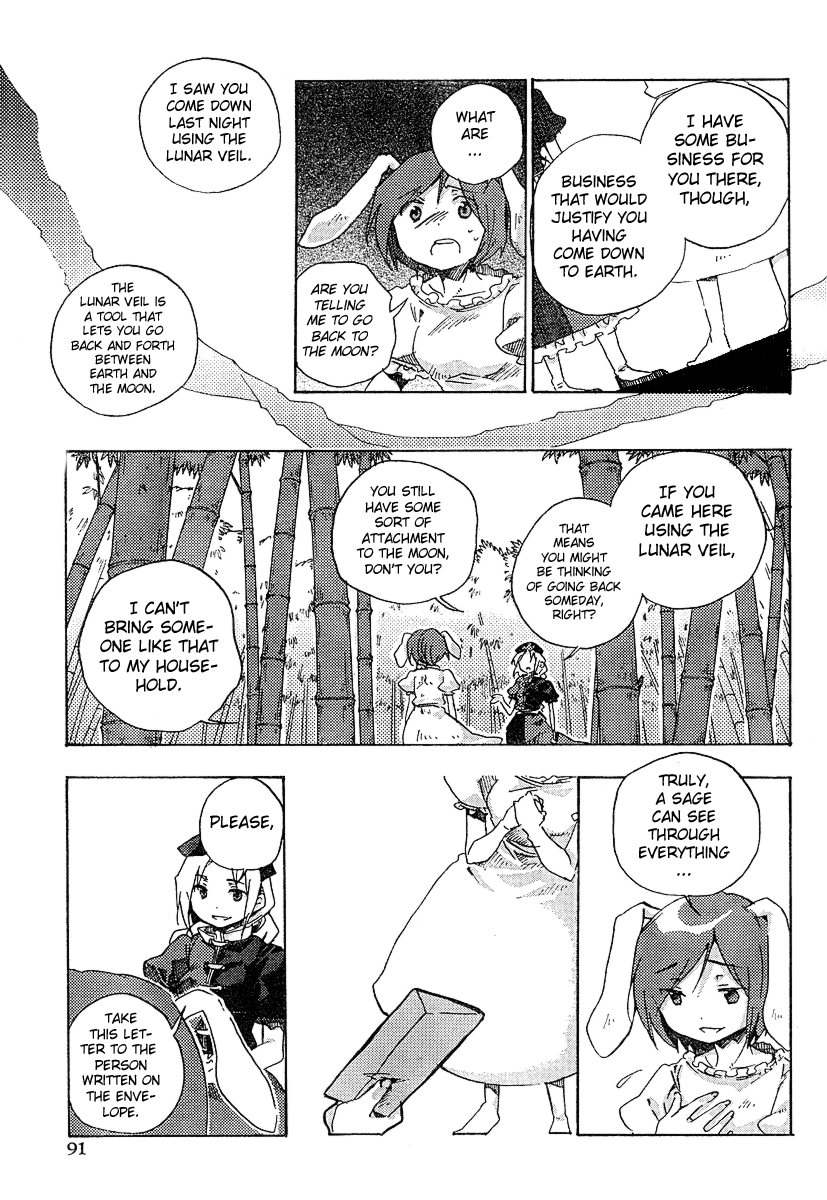 I HAVE
SOME BU-
SINESS FOR
YOU THERE,
THOUGH,
BUSINESS
THAT WOULD
JUSTIFY YOU
HAVING
COME DOWN
TO EARTH.
WHAT
ARE
...
ARE YOU
TELLING
ME TO GO
BACK TO
THE MOON?
I SAW YOU
COME DOWN
LAST NIGHT
USING THE
LUNAR VEIL.
THE
LUNAR VEIL IS
A TOOL THAT
LETS YOU GO
BACK AND FORTH
BETWEEN
EARTH AND
THE MOON.
IF YOU
CAME HERE
USING THE
LUNAR VEIL,
THAT
MEANS
YOU MIGHT
BE THINKING
OF GOING BACK
SOMEDAY,
RIGHT?
YOU STILL
HAVE SOME
SORT OF
ATTACHMENT
TO THE MOON,
DON'T YOU?
I CAN'T
BRING SOME-
ONE LIKE THAT
TO MY HOUSE-
HOLD.
TRULY,
A SAGE
CAN SEE
THROUGH
EVERYTHING
...
PLEASE,
TAKE
THIS LET-
TER TO THE
PERSON
WRITTEN ON
THE ENVE-
LOPE.
91